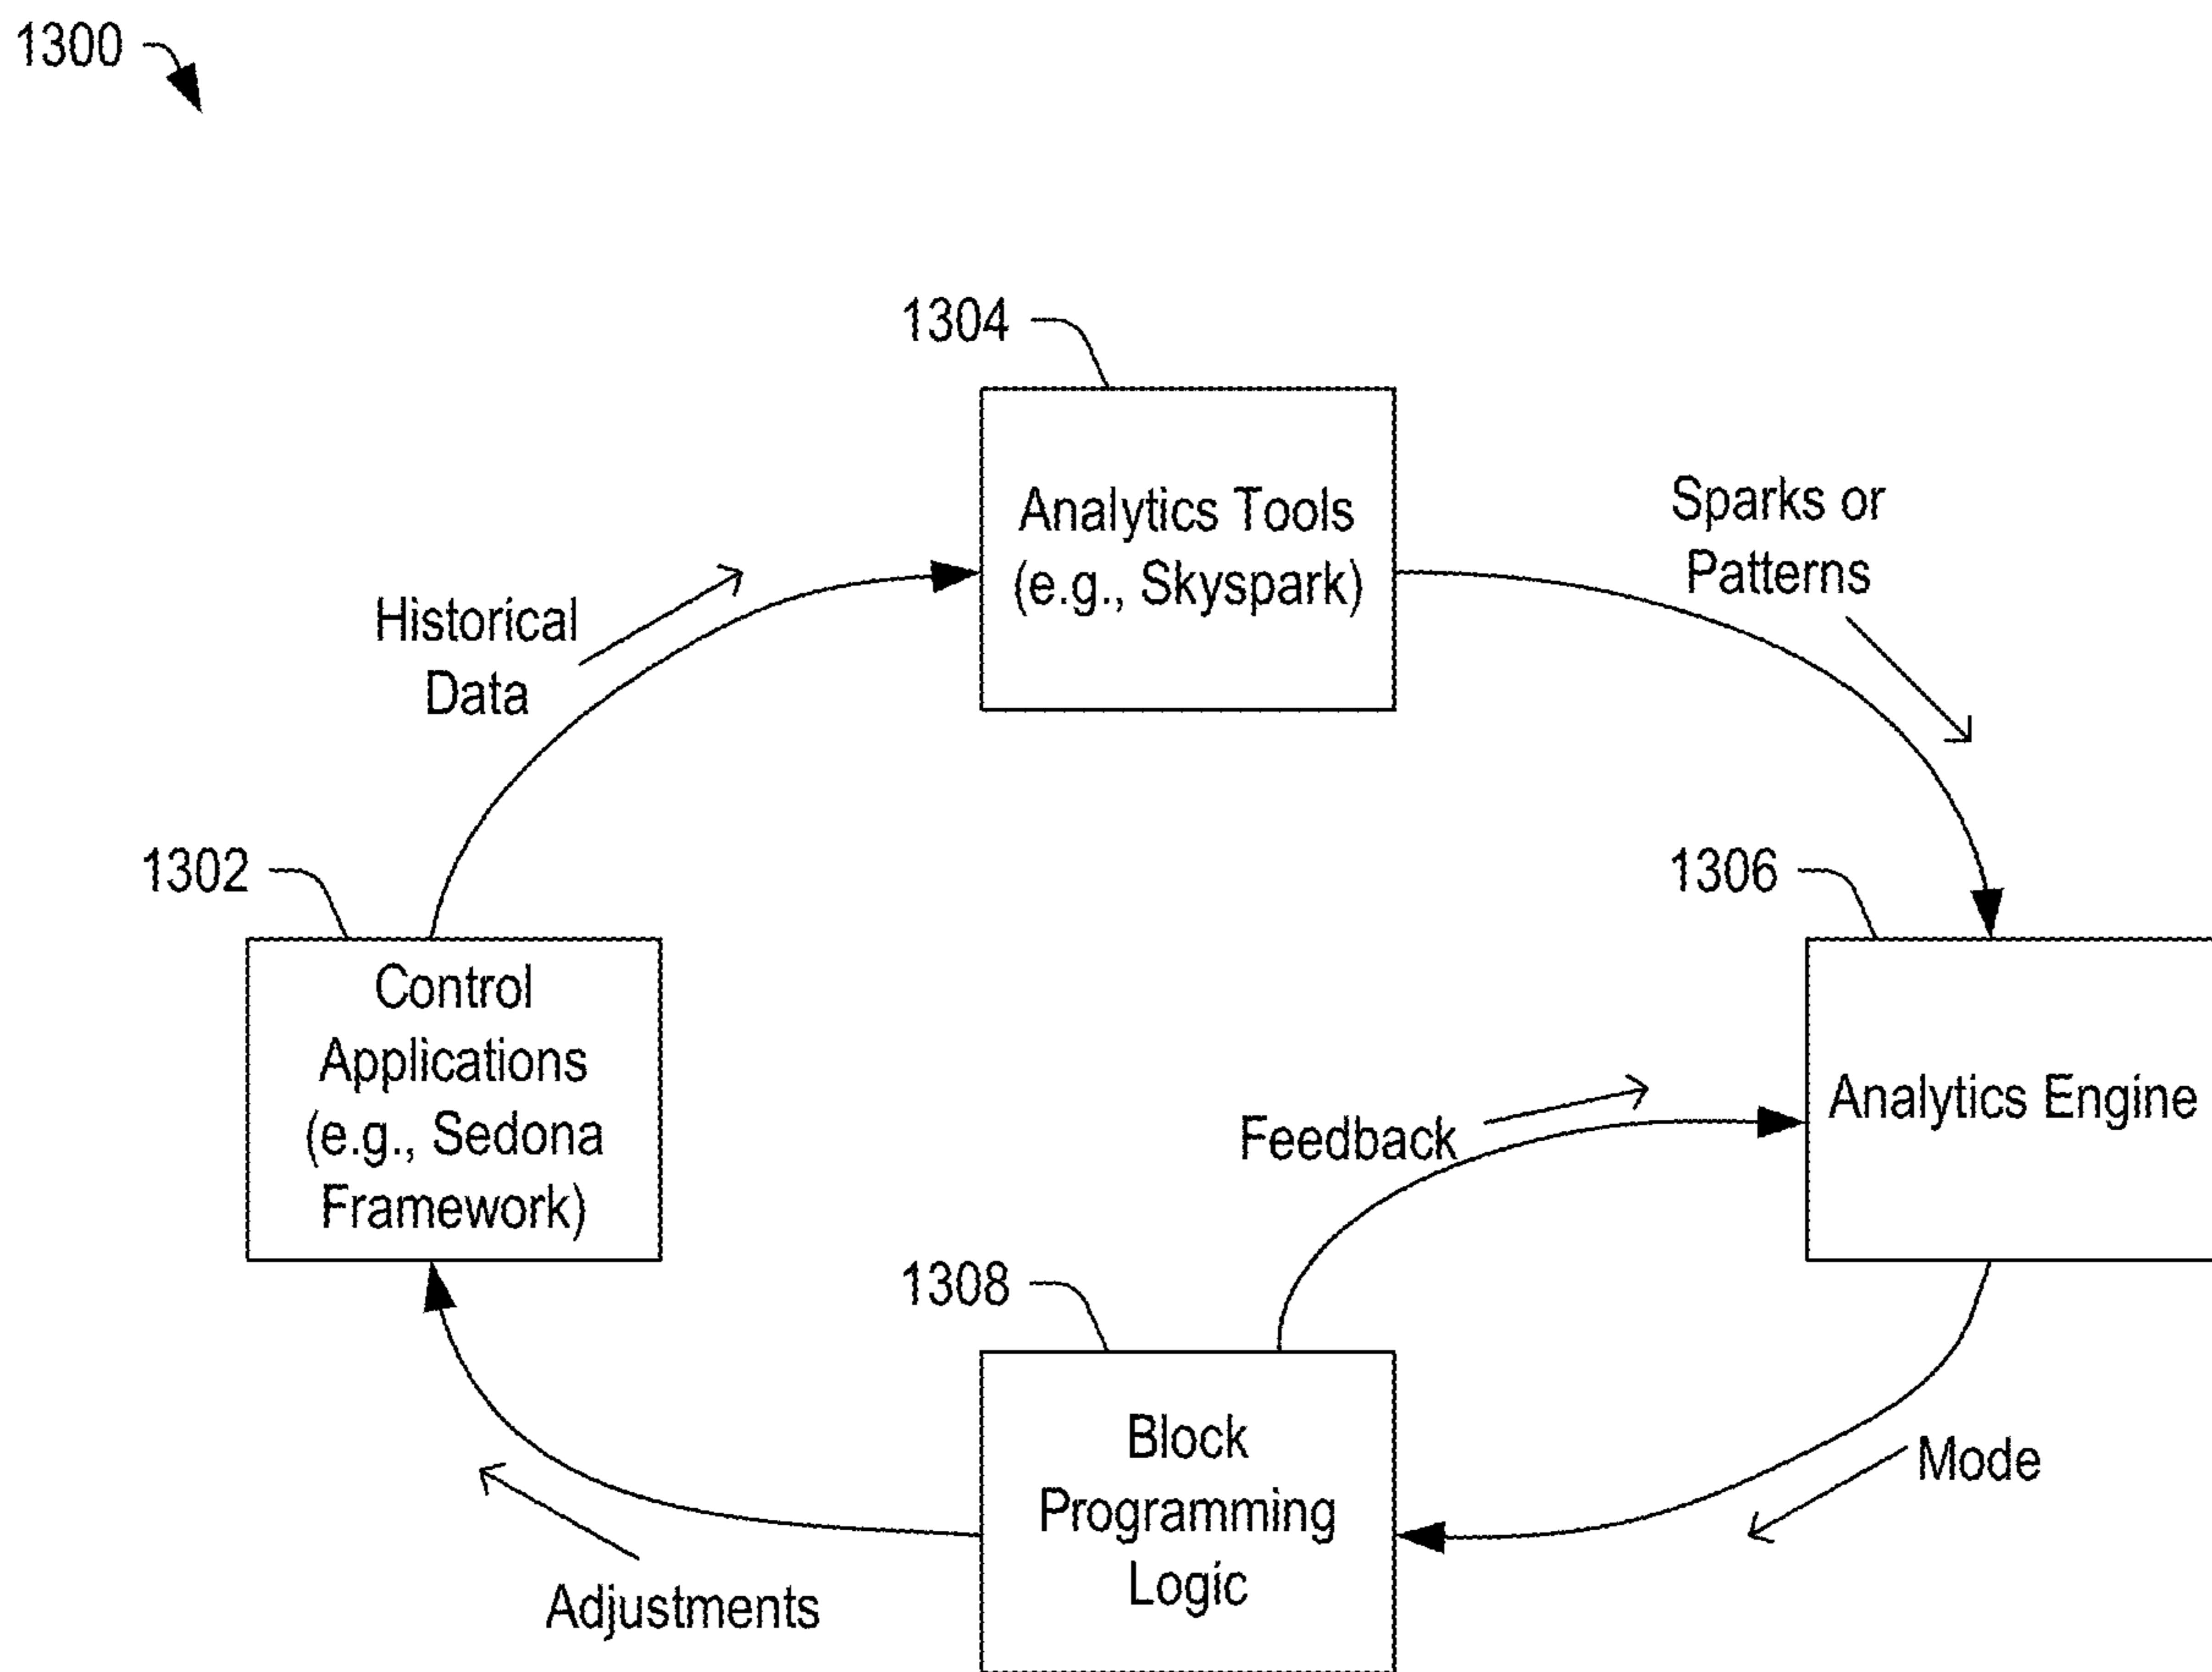 1300
1304
Analytics Tools
(e.g., Skyspark)
Sparks or
Patterns
Historical
Data
1302
Control
Applications
(e.g., Sedona
Framework)
1306
Analytics Engine
Feedback
1308
Block
Programming
Logic
Mode
Adjustments